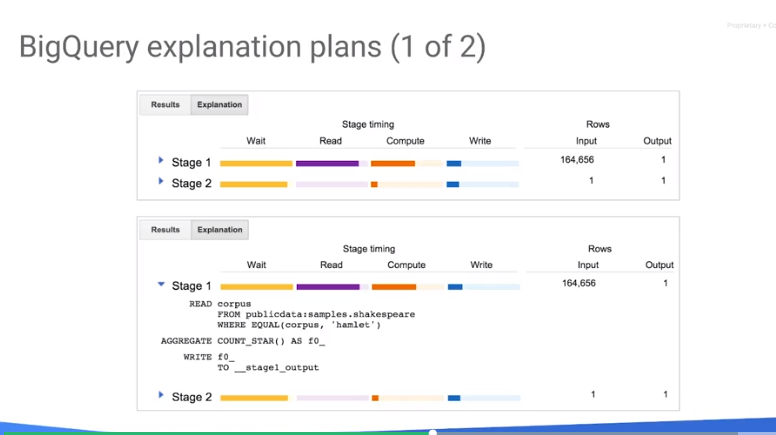 Proprietary + Co
BigQuery explanation plans (1 of 2)
Results Explanation
Stage timing Rows
Wait Read Compute Write Input Output
Stage 1 164,656 1
Stage 2 1 1
Results Explanation
Stage timing Rows
Wait Read Compute Write Input Output
Stage 1 164,656 1
READ corpus
FROM publicdata:samples.shakespeare
WHERE EQUAL(corpus, 'hamlet')
AGGREGATE COUNT_STAR() AS f0_
WRITE f0_
TO __stage1_output
Stage 2 1 1